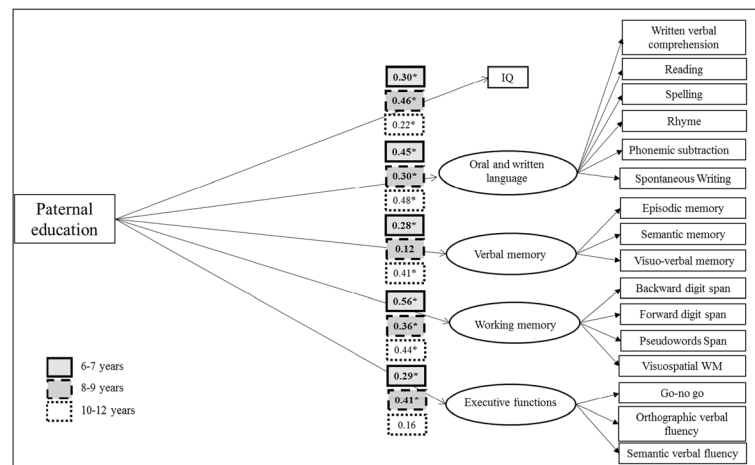 Paternal
education
0.30*
0.46*
0.22*
IQ
0.45*
0.30*
0.48*
Oral and written
language
Written verbal
comprehension
Reading
Spelling
Rhyme
Phonemic subtraction
Spontaneous Writing
0.28*
0.12
0.41*
Verbal memory
Episodic memory
Semantic memory
Visuo-verbal memory
0.56*
0.36*
0.44*
Working memory
Backward digit span
Forward digit span
Pseudowords Span
Visuospatial WM
0.29*
0.41*
0.16
Executive functions
Go-no go
Orthographic verbal
fluency
Semantic verbal fluency
6-7 years
8-9 years
10-12 years